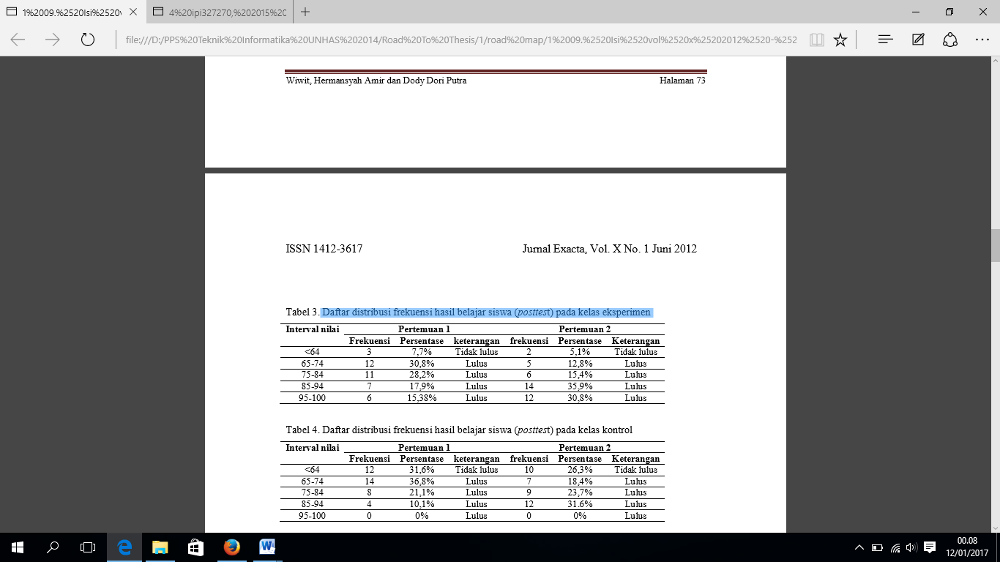 1%2009.%2520Isi%2520v
4%20ipi327270,%202015%2C
file:///D:/PPS%20Teknik%20Informatika%20UNHAS%202014/Road%20To%20Thesis/1/road%20map/1%2009.%2520Isi%2520vol%2520x%25202012%2520-%252
Wiwit, Hermansyah Amir dan Dody Dori Putra Halaman 73
ISSN 1412-3617 Jurnal Exacta, Vol. X No. 1 Juni 2012
Tabel 3. Daftar distribusi frekuensi hasil belajar siswa (posttest) pada kelas eksperimen
Interval nilai Pertemuan 1 Pertemuan 2
Frekuensi Persentase keterangan frekuensi Persentase Keterangan
<64 3 7,7% Tidak lulus 2 5,1% Tidak lulus
65-74 12 30,8% Lulus 5 12,8% Lulus
75-84 11 28,2% Lulus 6 15,4% Lulus
85-94 7 17,9% Lulus 14 35,9% Lulus
95-100 6 15,38% Lulus 12 30,8% Lulus
Tabel 4. Daftar distribusi frekuensi hasil belajar siswa (posttest) pada kelas kontrol
Interval nilai Pertemuan 1 Pertemuan 2
Frekuensi Persentase keterangan frekuensi Persentase Keterangan
<64 12 31,6% Tidak lulus 10 26,3% Tidak lulus
65-74 14 36,8% Lulus 7 18,4% Lulus
75-84 8 21,1% Lulus 9 23,7% Lulus
85-94 4 10,1% Lulus 12 31.6% Lulus
95-100 0 0% Lulus 0 0% Lulus
00.08
12/01/2017